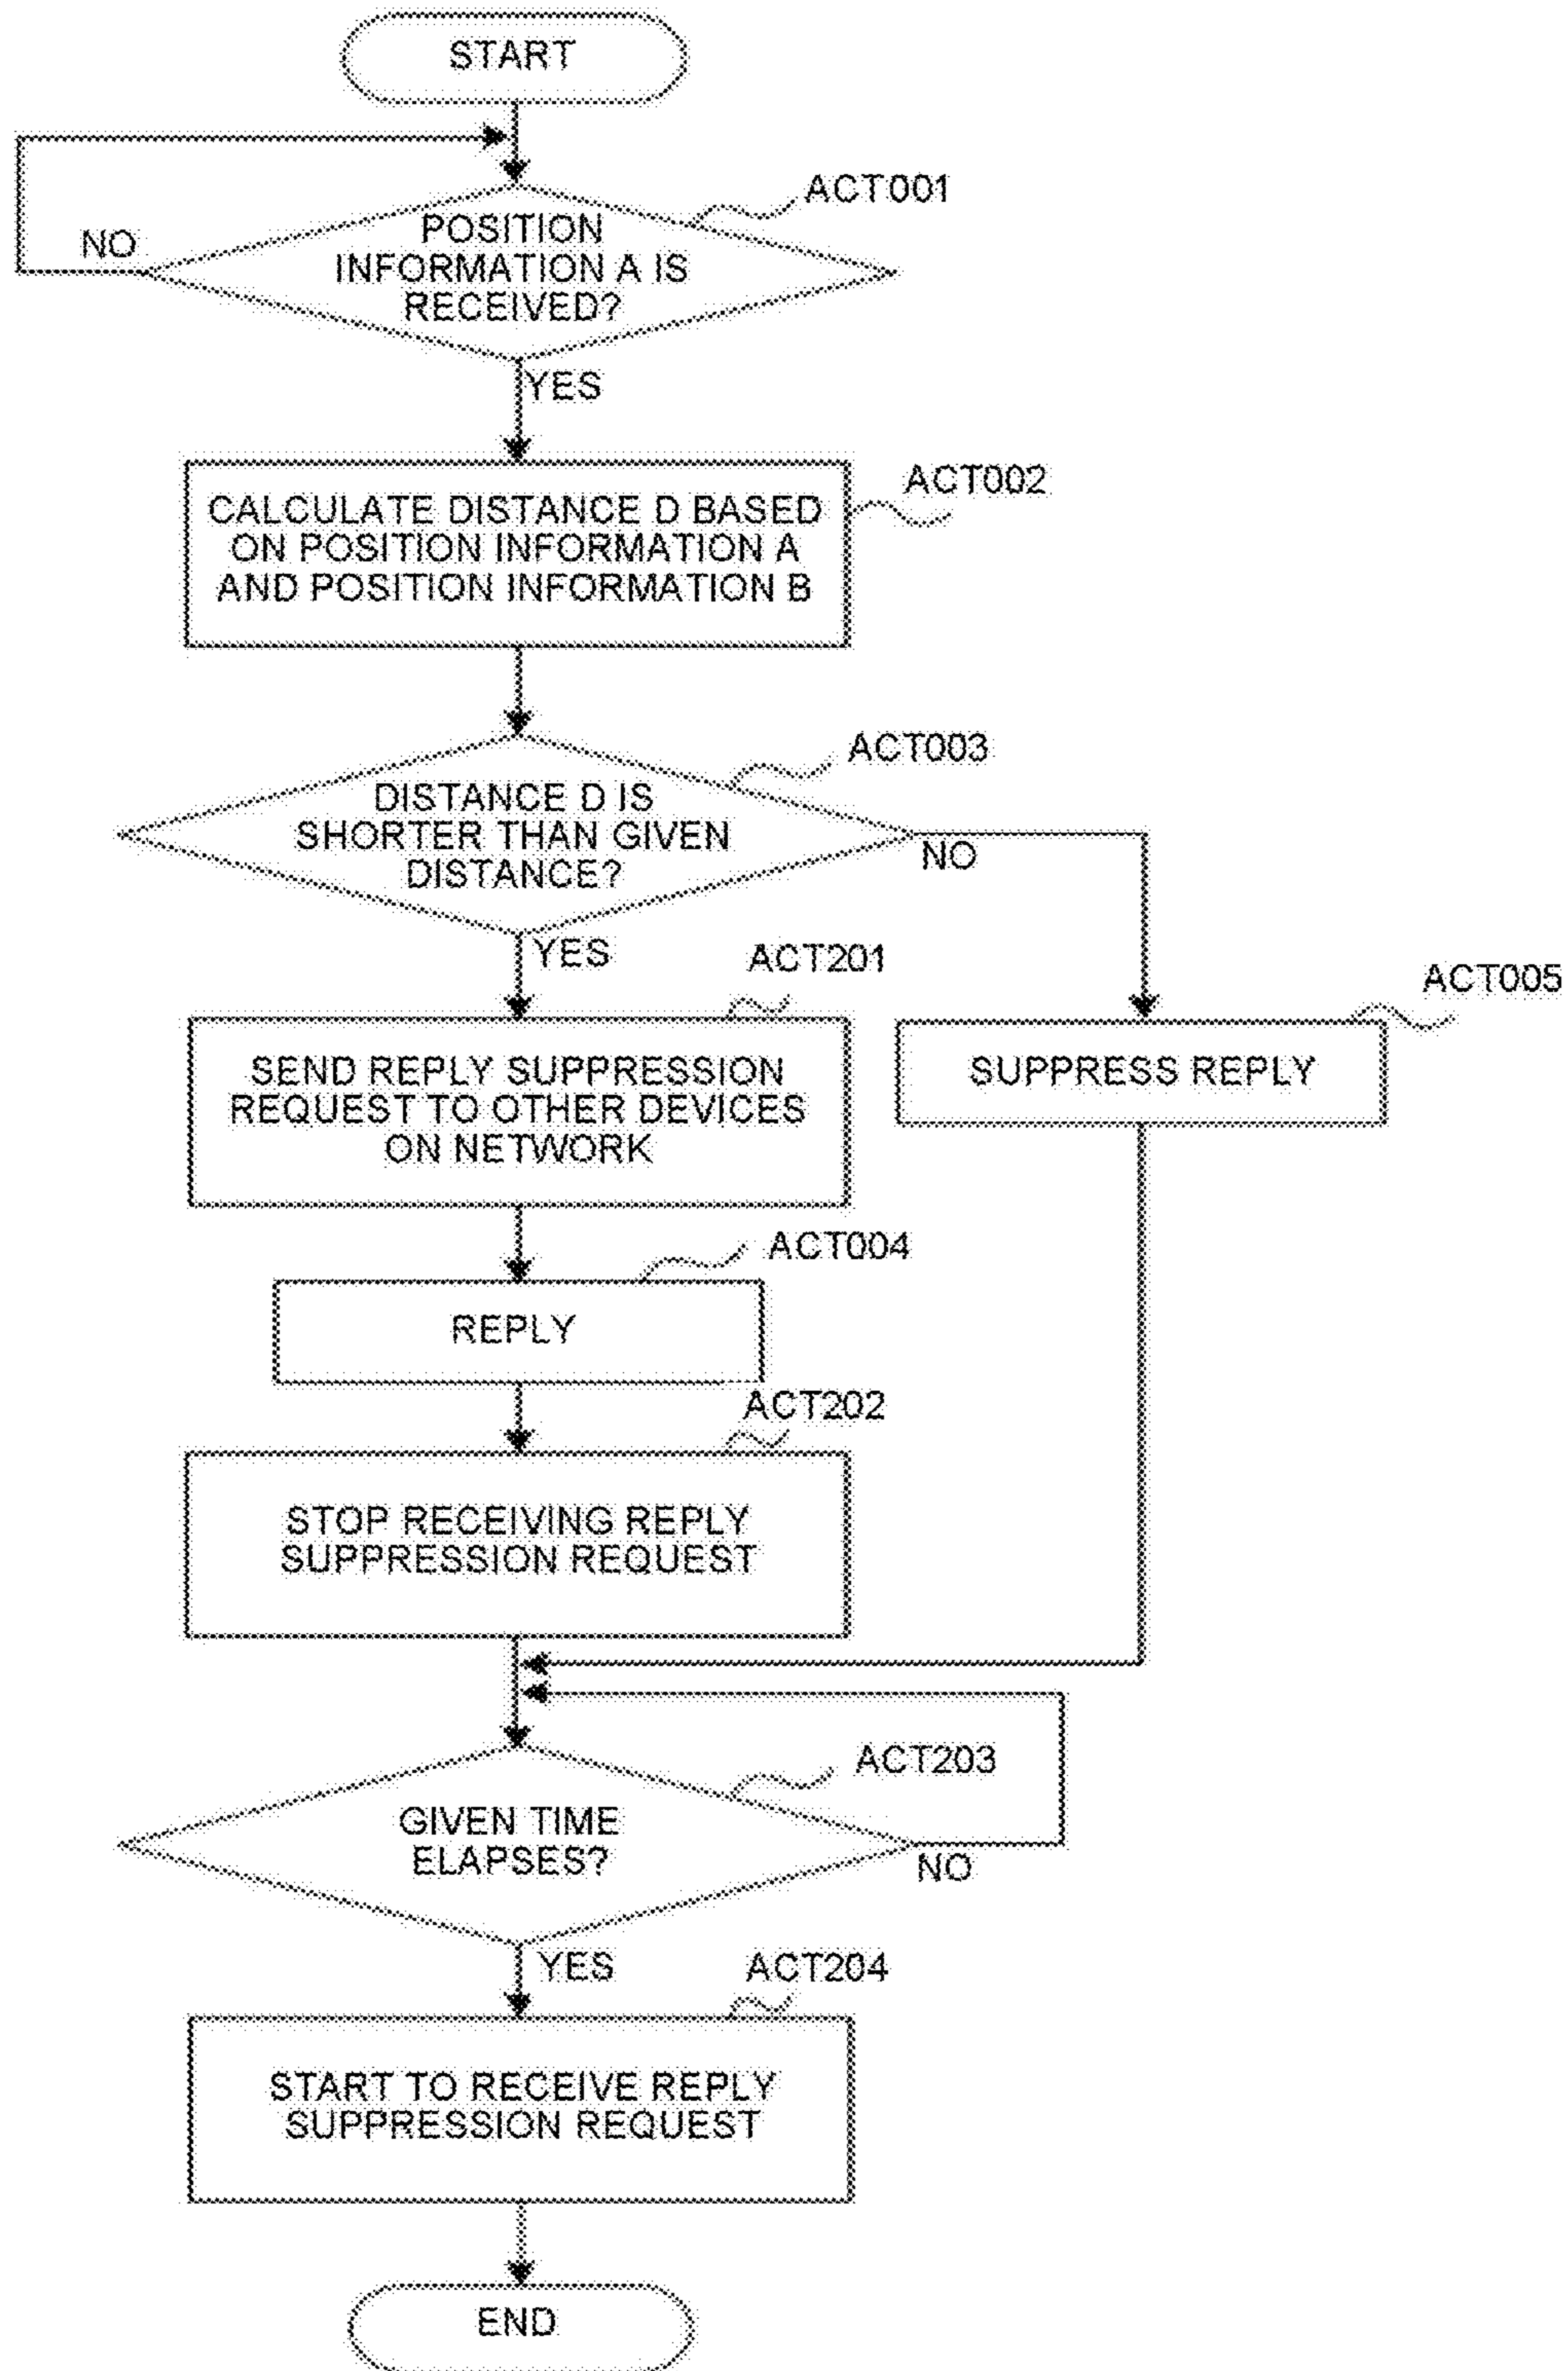 START
ACT001
NO
POSITION
INFORMATION A IS
RECEIVED?
YES
ACT002
CALCULATE DISTANCE D BASED
ON POSITION INFORMATION A
AND POSITION INFORMATION B
ACT003
DISTANCE D IS
SHORTER THAN GIVEN
DISTANCE?
NO
YES
ACT201
ACT005
SEND REPLY SUPPRESSION
REQUEST TO OTHER DEVICES
ON NETWORK
SUPPRESS REPLY
ACT004
REPLY
ACT202
STOP RECEIVING REPLY
SUPPRESSION REQUEST
ACT203
GIVEN TIME
ELAPSES?
NO
YES
ACT204
START TO RECEIVE REPLY
SUPPRESSION REQUEST
END